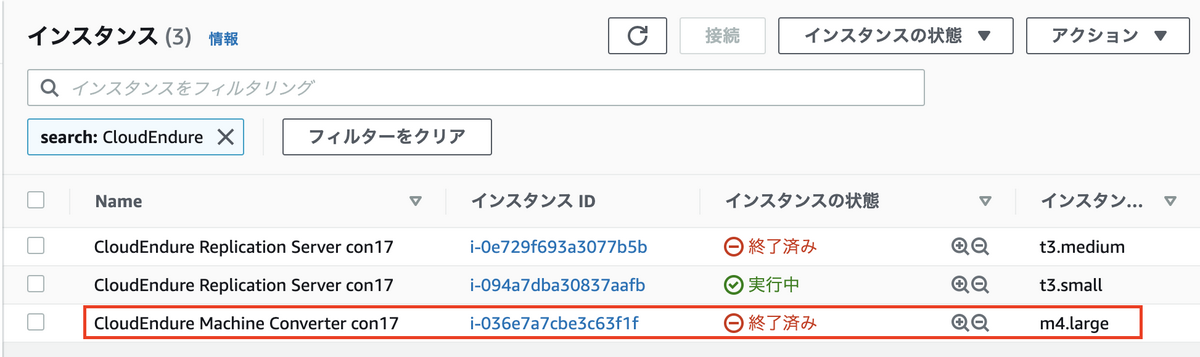 インスタンス (3) 情報 接続 インスタンスの状態 アクション
インスタンスをフィルタリング
search: CloudEndure フィルターをクリア
Name インスタンス ID インスタンスの状態 インスタン...
CloudEndure Replication Server con17 i-0e729f693a3077b5b 終了済み t3.medium
CloudEndure Replication Server con17 i-094a7dba30837aafb 実行中 t3.small
CloudEndure Machine Converter con17 i-036e7a7cbe3c63f1f 終了済み m4.large